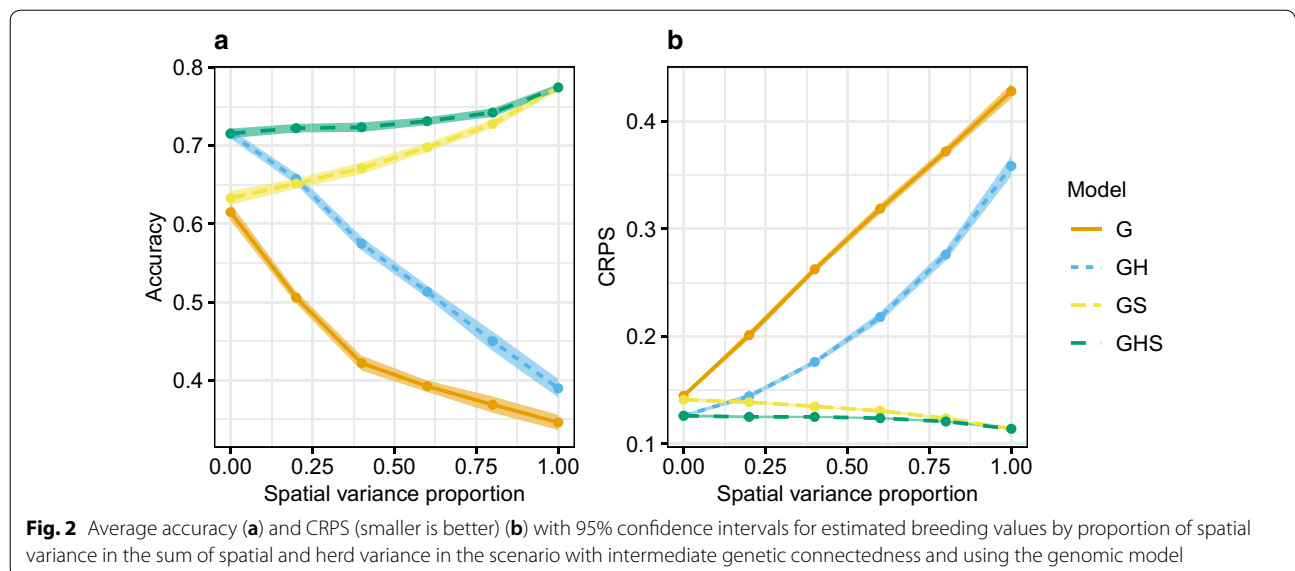 a
0.8
0.7
0.6
0.5
0.4
Accuracy
0.00 0.25 0.50 0.75 1.00
Spatial variance proportion
b
0.4
0.3
0.2
0.1
CRPS
0.00 0.25 0.50 0.75 1.00
Spatial variance proportion
Model
G
GH
GS
GHS
Fig. 2 Average accuracy (a) and CRPS (smaller is better) (b) with 95% confidence intervals for estimated breeding values by proportion of spatial
variance in the sum of spatial and herd variance in the scenario with intermediate genetic connectedness and using the genomic model